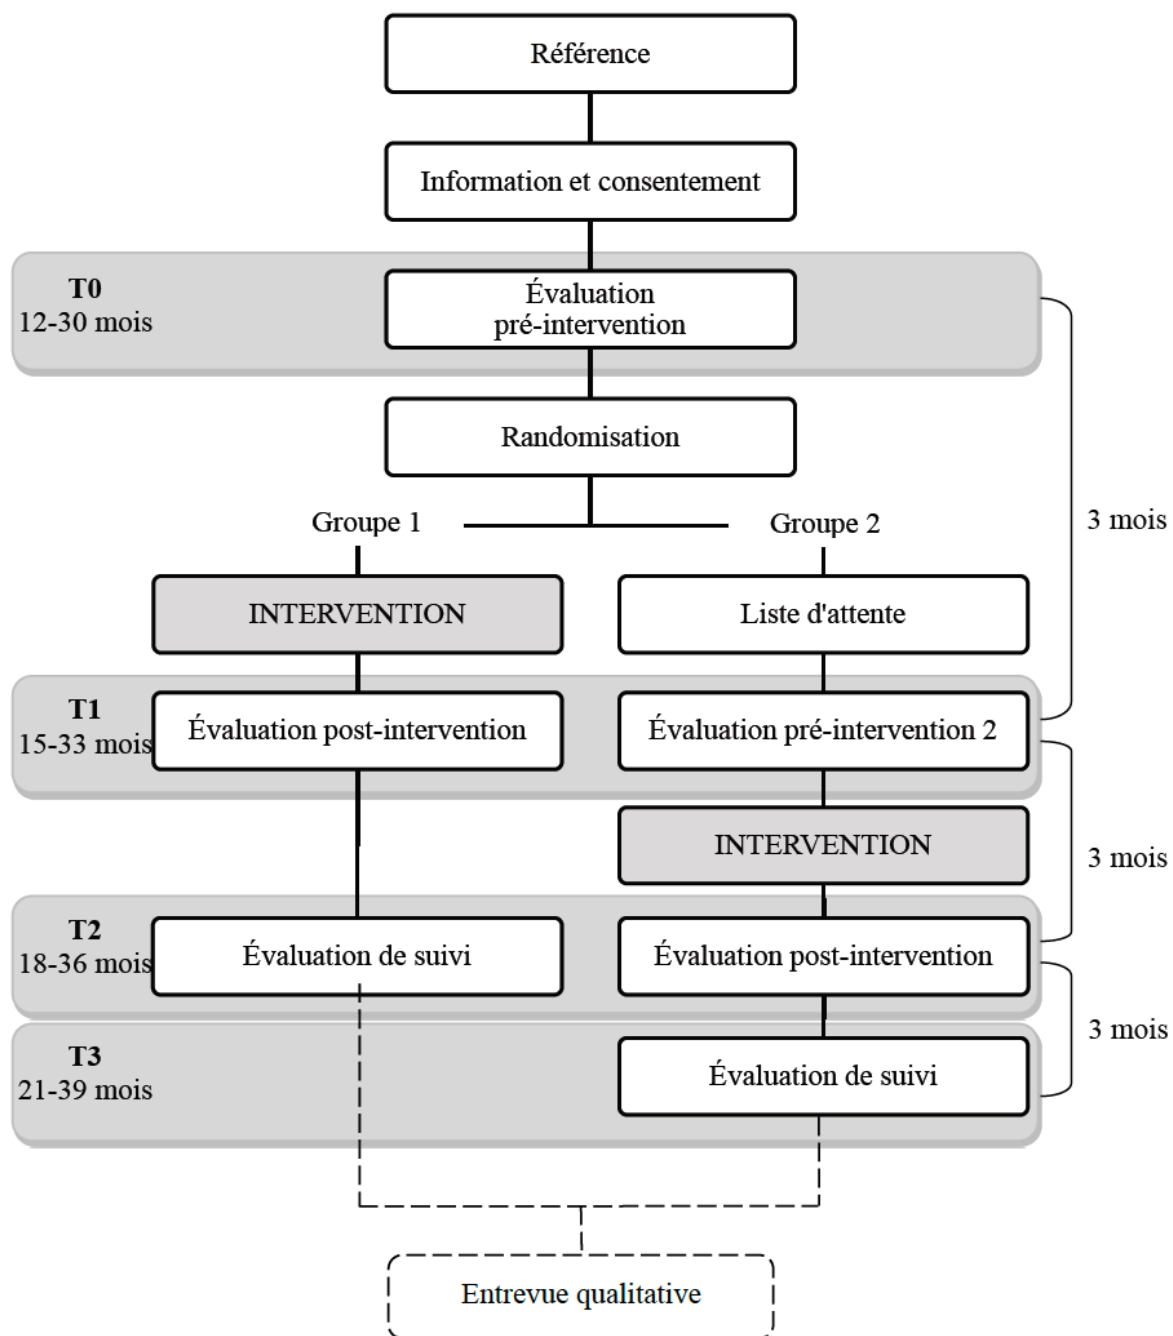 Référence
Information et consentement
T0
12-30 mois
Évaluation
pré-intervention
Randomisation
Groupe 1
Groupe 2
3 mois
INTERVENTION
Liste d'attente
T1
15-33 mois
Évaluation post-intervention
Évaluation pré-intervention 2
INTERVENTION
3 mois
T2
18-36 mois
Évaluation de suivi
Évaluation post-intervention
3 mois
T3
21-39 mois
Évaluation de suivi
Entrevue qualitative